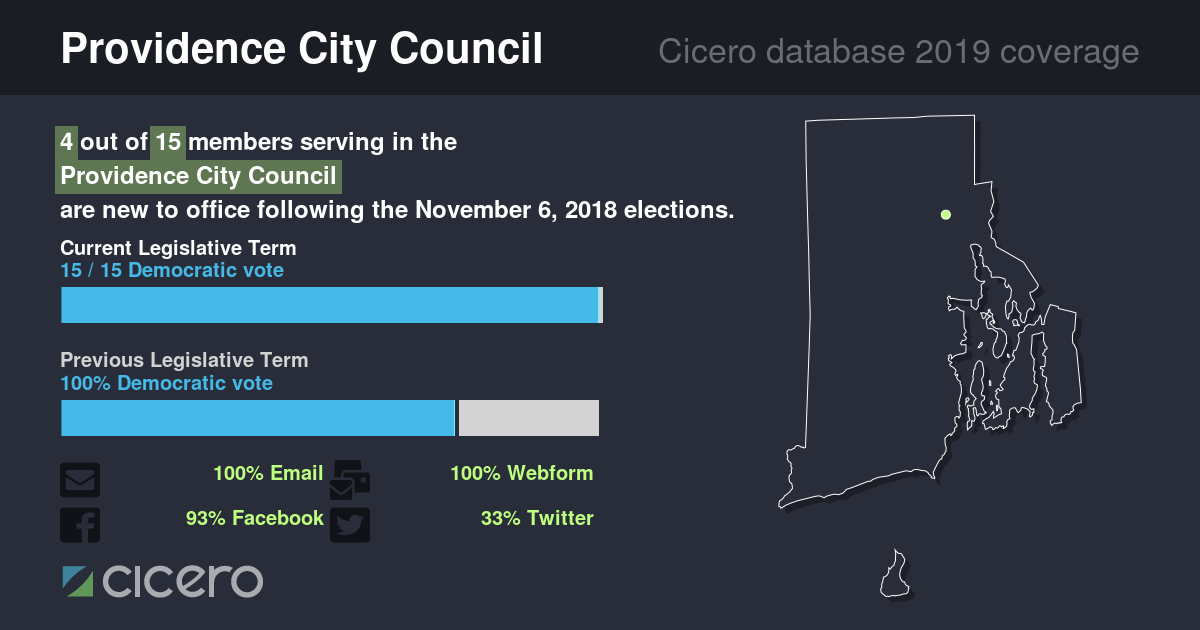 Providence City Council
Cicero database 2019 coverage
4 out of 15 members serving in the
Providence City Council
are new to office following the November 6, 2018 elections.
Current Legislative Term
15 / 15 Democratic vote
Previous Legislative Term
100% Democratic vote
100% Email
100% Webform
93% Facebook
33% Twitter
cicero